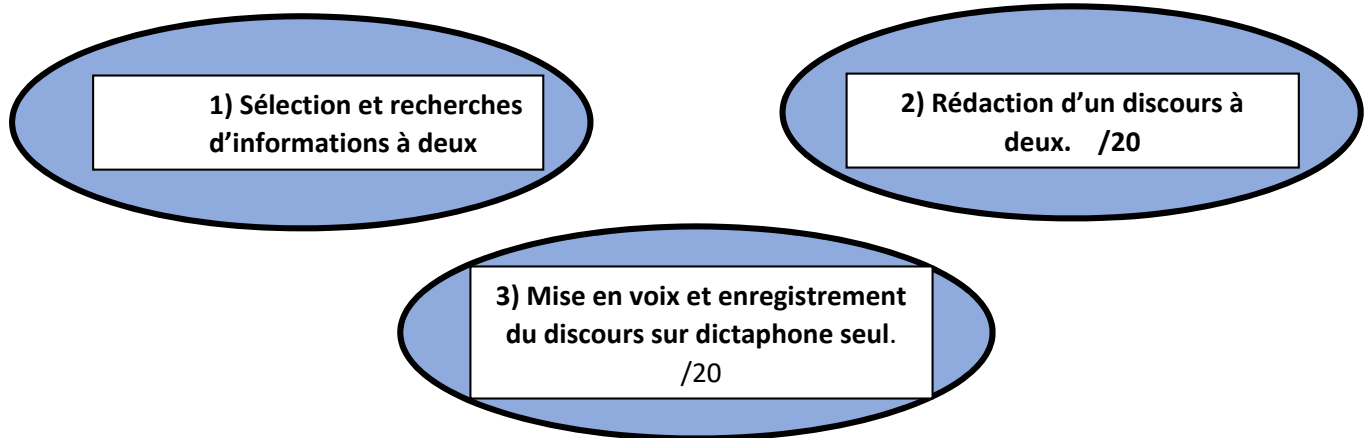 1) Sélection et recherches
d’informations à deux
2) Rédaction d’un discours à
deux. /20
3) Mise en voix et enregistrement
du discours sur dictaphone seul.
/20